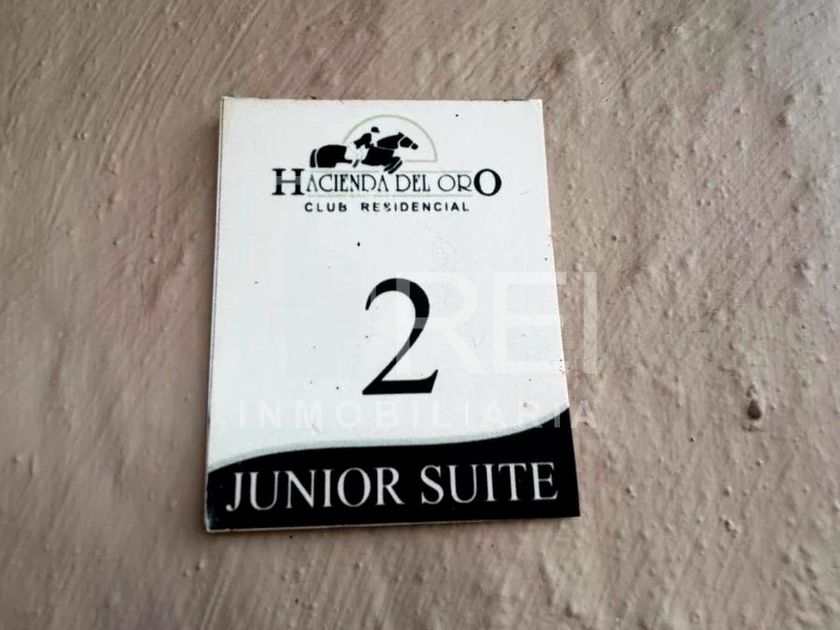 HACIENDA DEL ORO
CLUB RESIDENCIAL
2
REI
INMOBILIARIA
JUNIOR SUITE